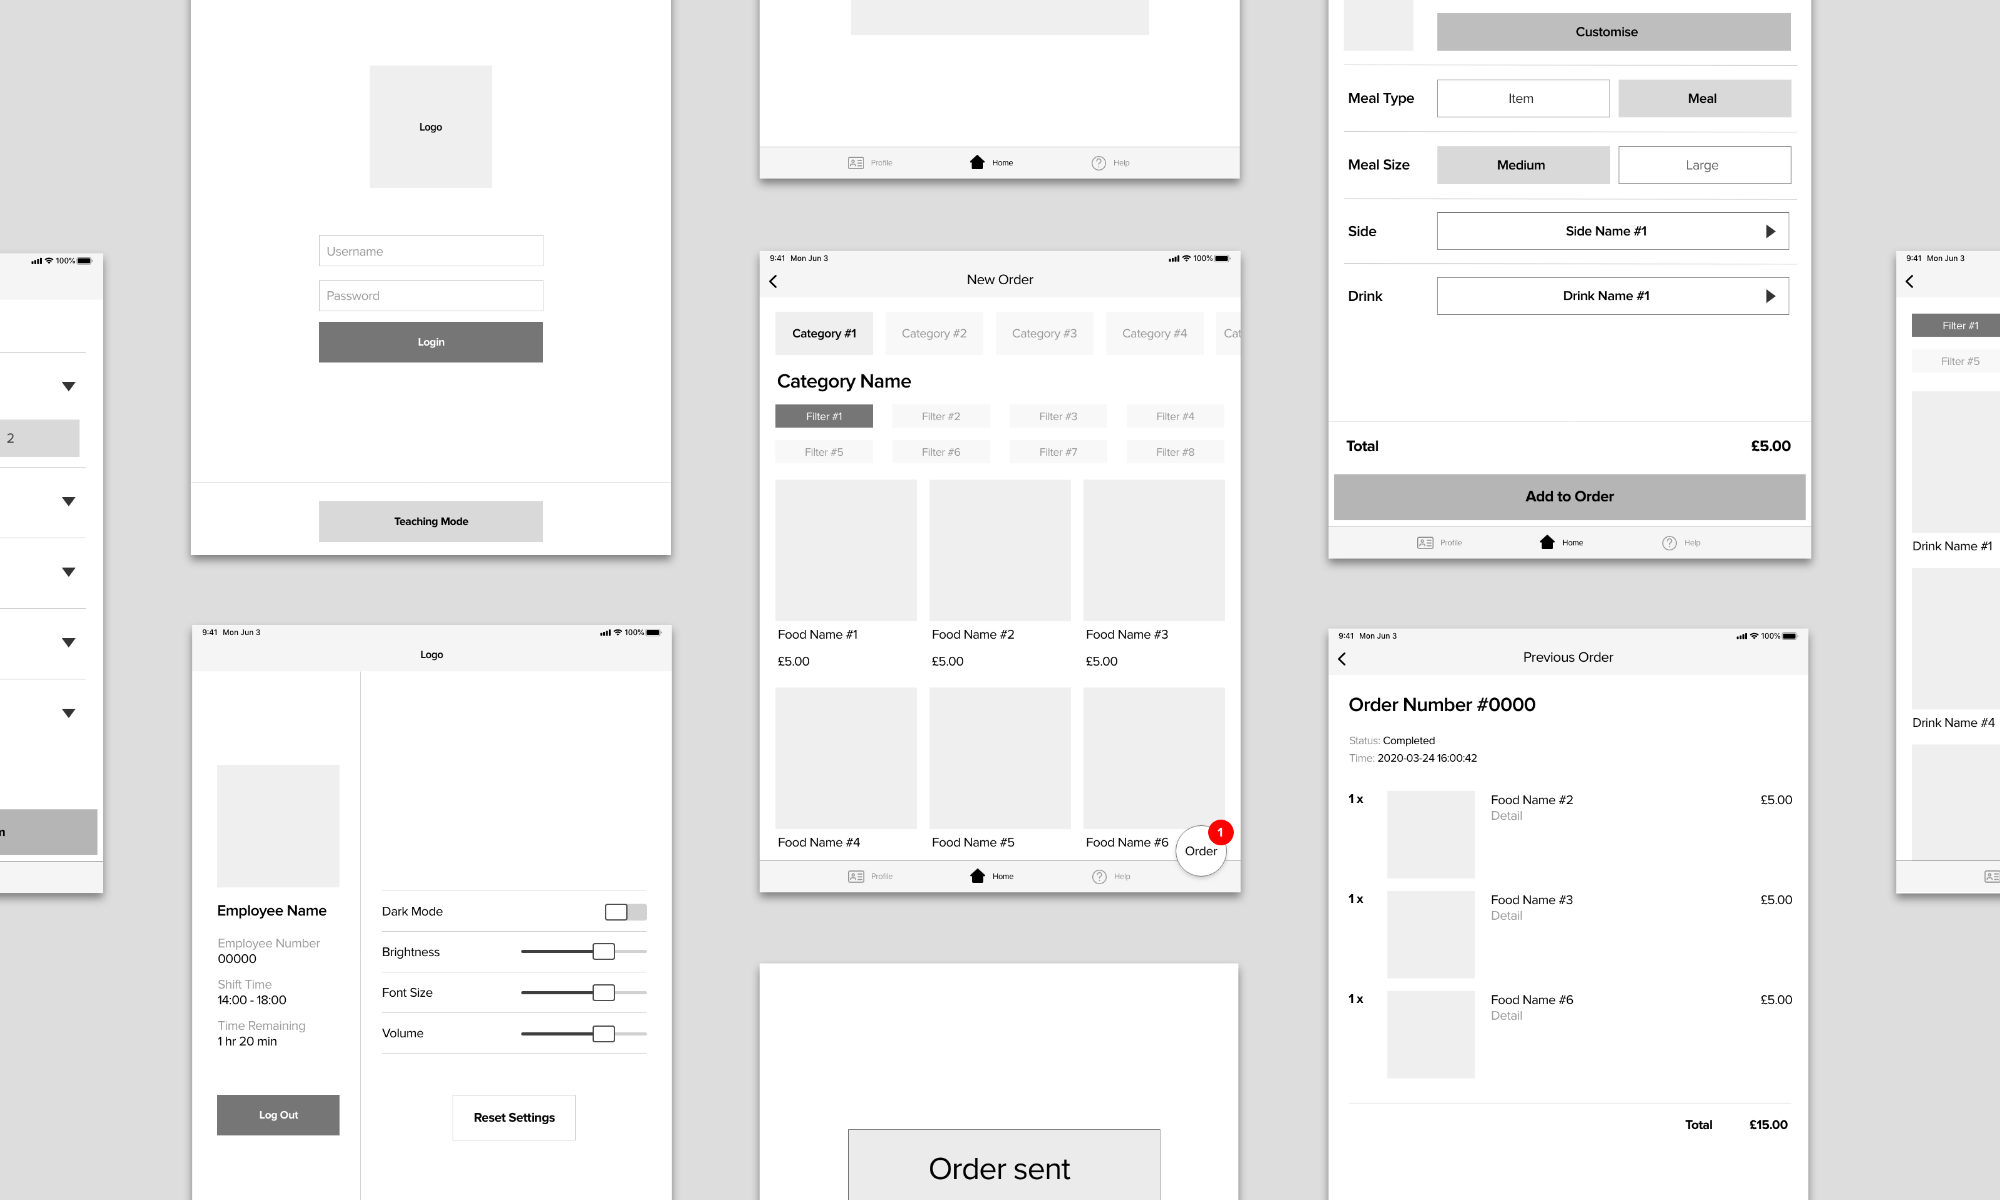 100%
2
Logo
Username
Password
Login
Teaching Mode
9:41 Mon Jun 3
100%
Logo
Employee Name
Employee Number
00000
Shift Time
14:00 - 18:00
Time Remaining
1 hr 20 min
Log Out
Dark Mode
Brightness
Font Size
Volume
Reset Settings
Profile
Home
Help
9:41 Mon Jun 3
100%
New Order
Category #1
Category #2
Category #3
Category #4
Cat
Category Name
Filter #1
Filter #2
Filter #3
Filter #4
Filter #5
Filter #6
Filter #7
Filter #8
Food Name #1
Food Name #2
Food Name #3
£5.00
£5.00
£5.00
Food Name #4
Food Name #5
Food Name #6
1
Order
Profile
Home
Help
Order sent
Customise
Meal Type
Item
Meal
Meal Size
Medium
Large
Side
Side Name #1
Drink
Drink Name #1
Total
£5.00
Add to Order
Profile
Home
Help
9:41 Mon Jun 3
100%
Previous Order
Order Number #0000
Status: Completed
Time: 2020-03-24 16:00:42
1 x
Food Name #2
£5.00
Detail
1 x
Food Name #3
£5.00
Detail
1 x
Food Name #6
£5.00
Detail
Total
£15.00
9:41 Mon Jun 3
Filter #1
Filter #5
Drink Name #1
Drink Name #4